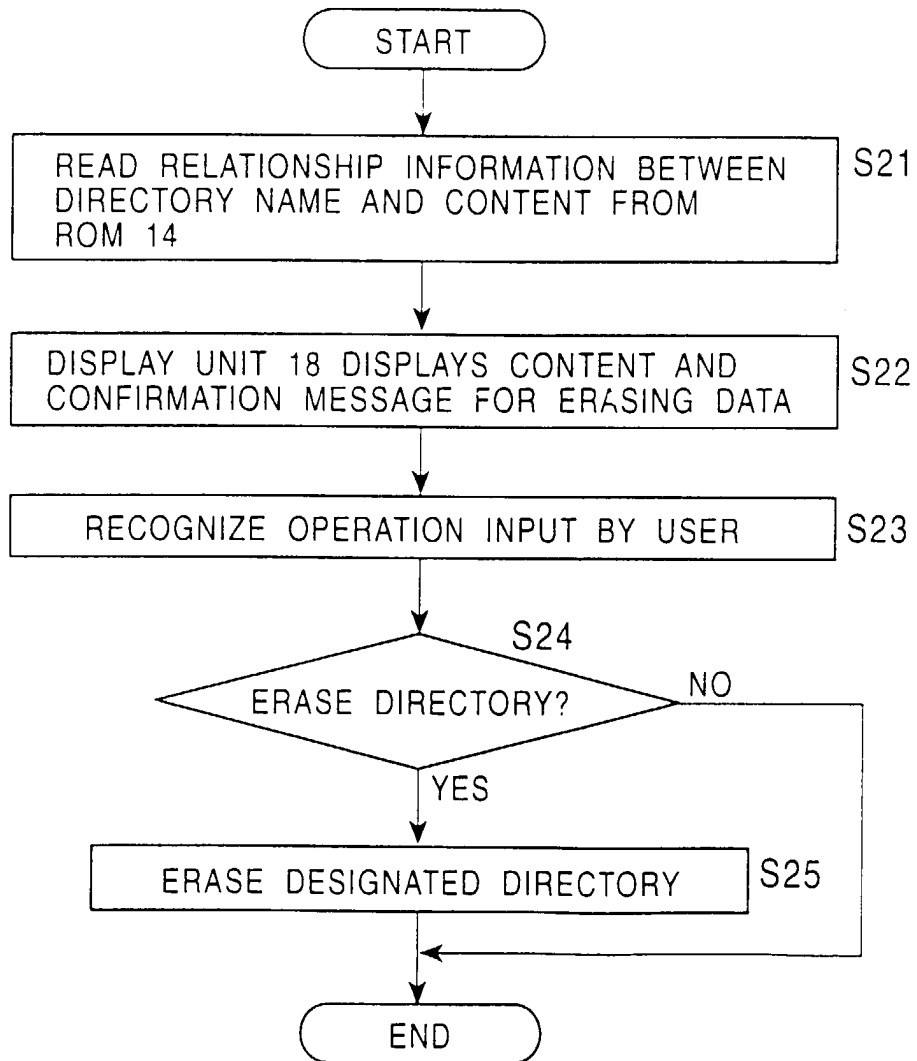 START
READ RELATIONSHIP INFORMATION BETWEEN
DIRECTORY NAME AND CONTENT FROM
ROM 14
S21
DISPLAY UNIT 18 DISPLAYS CONTENT AND
CONFIRMATION MESSAGE FOR ERASING DATA
S22
RECOGNIZE OPERATION INPUT BY USER
S23
S24
ERASE DIRECTORY?
NO
YES
ERASE DESIGNATED DIRECTORY
S25
END